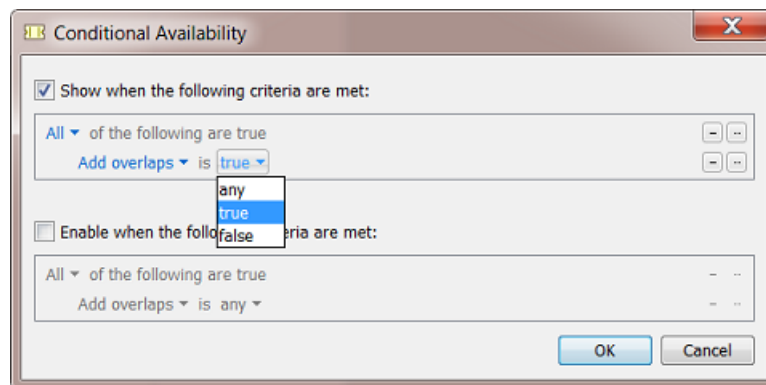 Conditional Availability
X
Show when the following criteria are met:
All of the following are true
Add overlaps is true
any
true
false
Enable when the follo eria are met:
All of the following are true
Add overlaps is any
OK Cancel